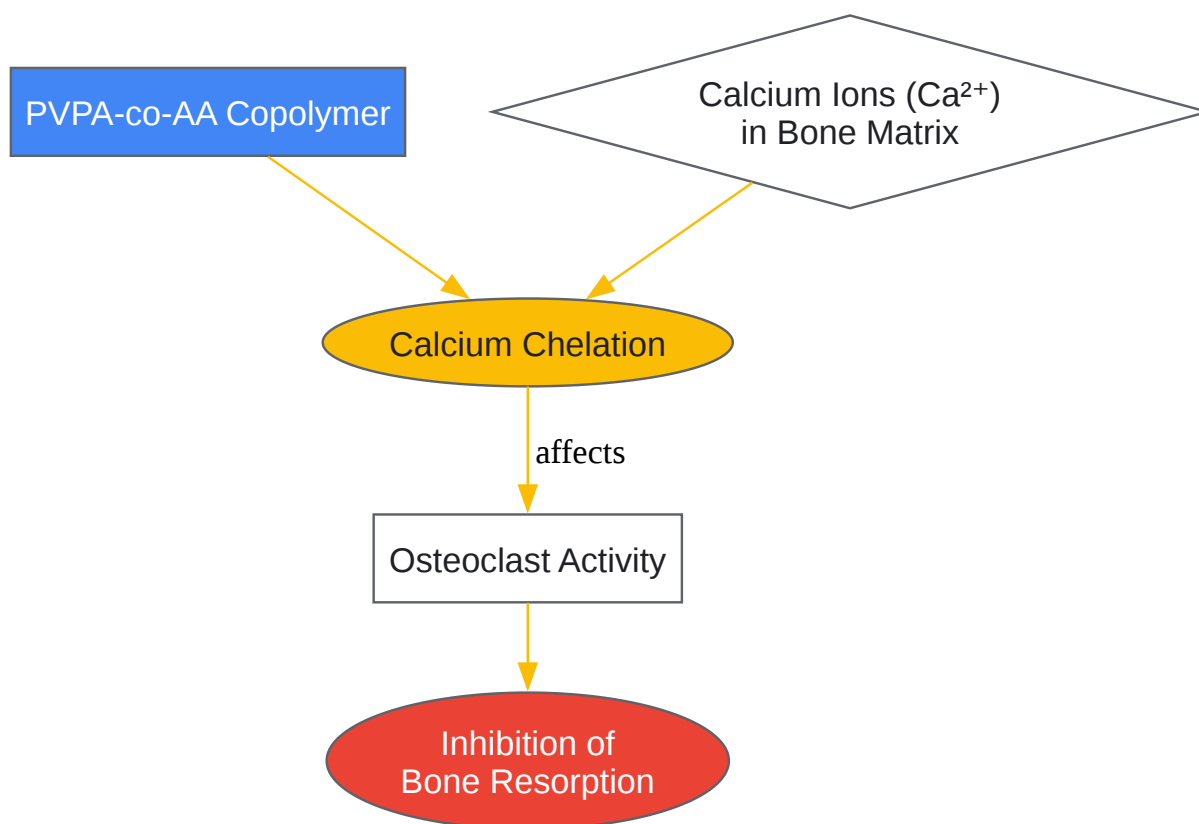 PVPA-co-AA Copolymer
Calcium Ions (Ca²⁺)
in Bone Matrix
Calcium Chelation
affects
Osteoclast Activity
Inhibition of
Bone Resorption